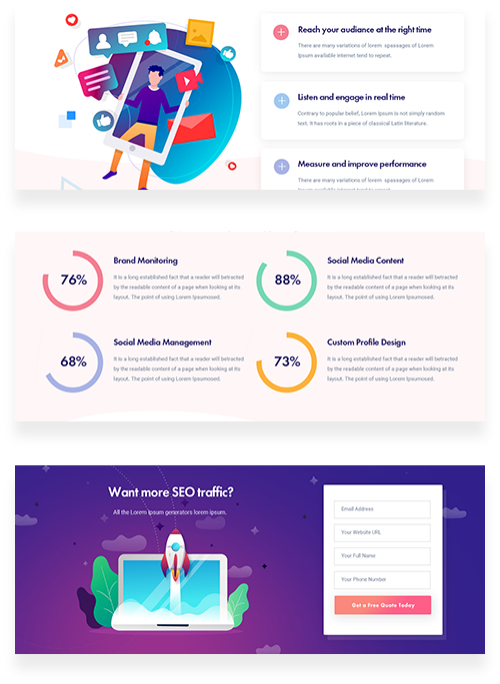 Reach your audiance at the right time
There are many variations of lorem spassages of Lorem
Ipsum available internet tend to repeat.
Listen and engage in real time
Contrary to popular belief, Lorem Ipsum is not simply random
text. It has roots in a piece of classical Latin literature.
Measure and improve performance
There are many variations of lorem spassages of Lorem
76%
Brand Monitoring
It is a long established fact that a reader will betracted
by the readable content of a page when looking at its
layout. The point of using Lorem Ipsumosed.
88%
Social Media Content
It is a long established fact that a reader will betracted
by the readable content of a page when looking at its
layout. The point of using Lorem Ipsumosed.
68%
Social Media Management
It is a long established fact that a reader will betracted
by the readable content of a page when looking at its
layout. The point of using Lorem Ipsumosed.
73%
Custom Profile Design
It is a long established fact that a reader will betracted
by the readable content of a page when looking at its
layout. The point of using Lorem Ipsumosed.
Want more SEO traffic?
All the Lorem Ipsum generators lorem Ipsum,
Email Address
Your Website URL
Your Full Name
Your Phone Number
Get a Free Quote Today